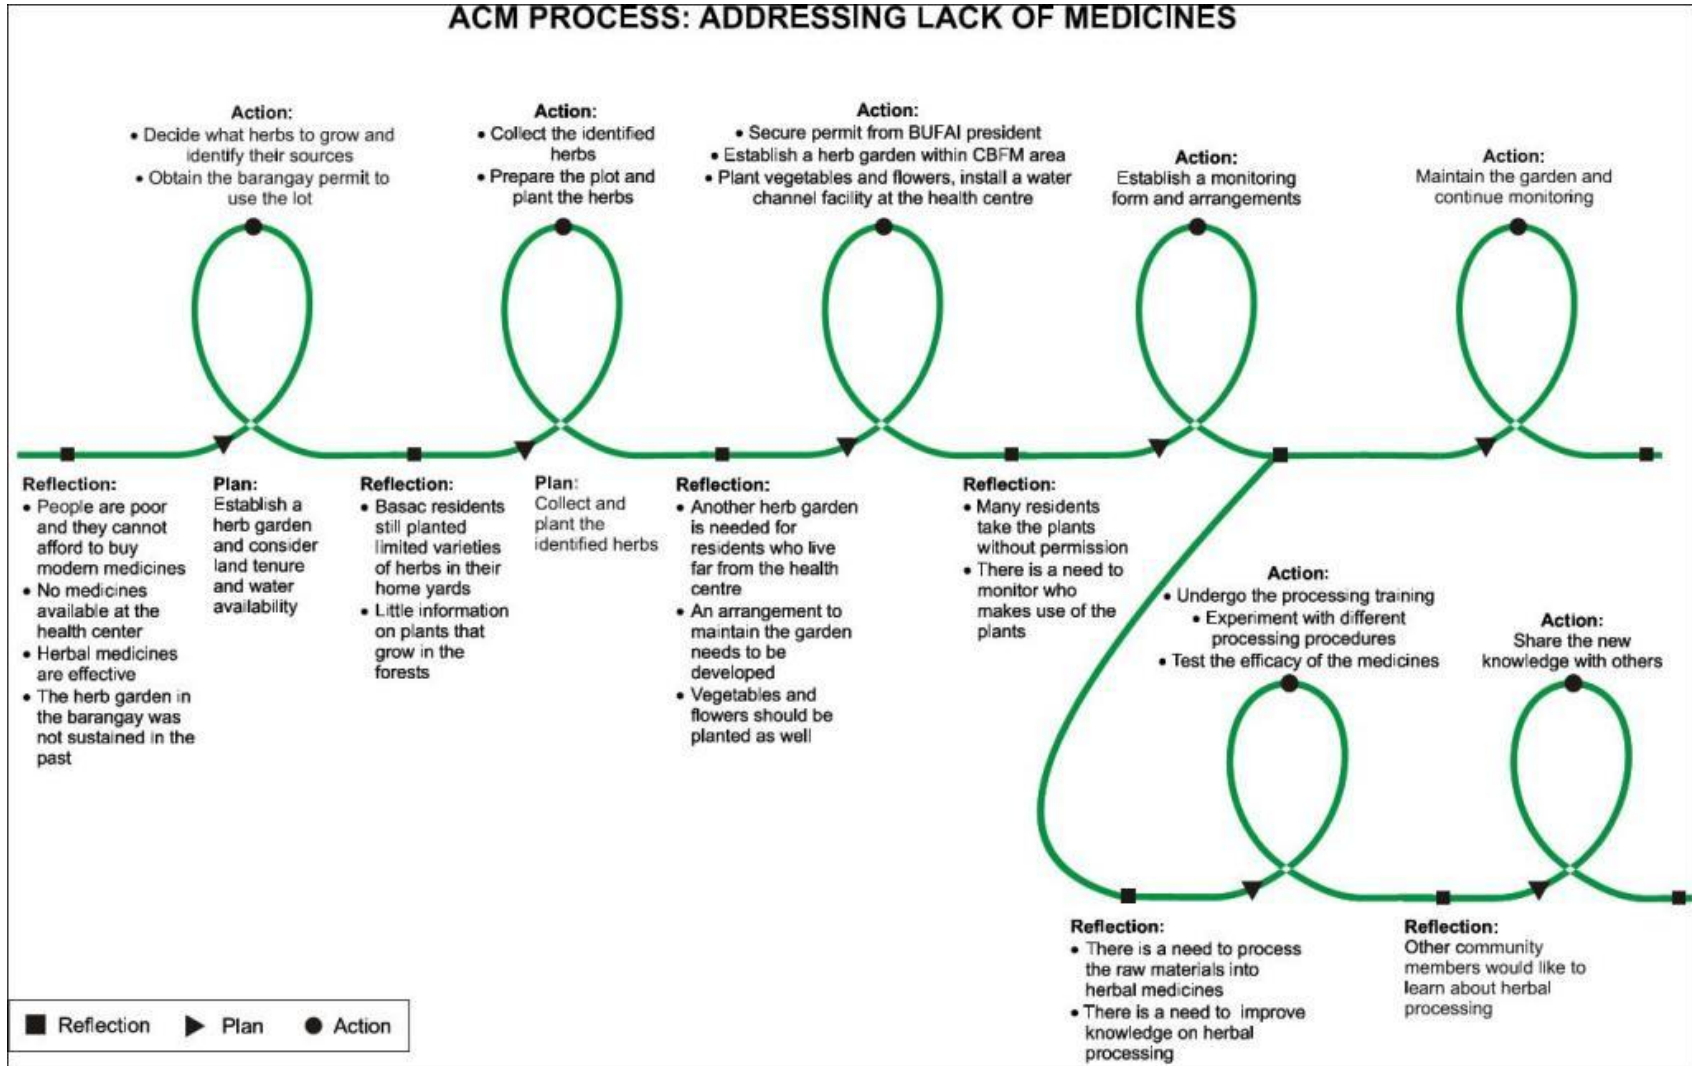 ACM PROCESS: ADDRESSING LACK OF MEDICINES
Action:
• Decide what herbs to grow and
identify their sources
• Obtain the barangay permit to
use the lot
Action:
• Collect the identified
herbs
• Prepare the plot and
plant the herbs
Action:
• Secure permit from BUFAI president
• Establish a herb garden within CBFM area
• Plant vegetables and flowers, install a water
channel facility at the health centre
Action:
Establish a monitoring
form and arrangements
Action:
Maintain the garden and
continue monitoring
Reflection:
• People are poor
and they cannot
afford to buy
modern medicines
• No medicines
available at the
health center
• Herbal medicines
are effective
• The herb garden in
the barangay was
not sustained in the
past
Plan:
Establish a
herb garden
and consider
land tenure
and water
availability
Reflection:
• Basac residents
still planted
limited varieties
of herbs in their
home yards
• Little information
on plants that
grow in the
forests
Plan:
Collect and
plant the
identified herbs
Reflection:
• Another herb garden
is needed for
residents who live
far from the health
centre
• An arrangement to
maintain the garden
needs to be
developed
• Vegetables and
flowers should be
planted as well
Reflection:
• Many residents
take the plants
without permission
• There is a need to
monitor who
makes use of the
plants
Action:
• Undergo the processing training
• Experiment with different
processing procedures
• Test the efficacy of the medicines
Action:
Share the new
knowledge with others
Reflection:
• There is a need to process
the raw materials into
herbal medicines
• There is a need to improve
knowledge on herbal
processing
Reflection:
Other community
members would like to
learn about herbal
processing
Reflection Plan Action